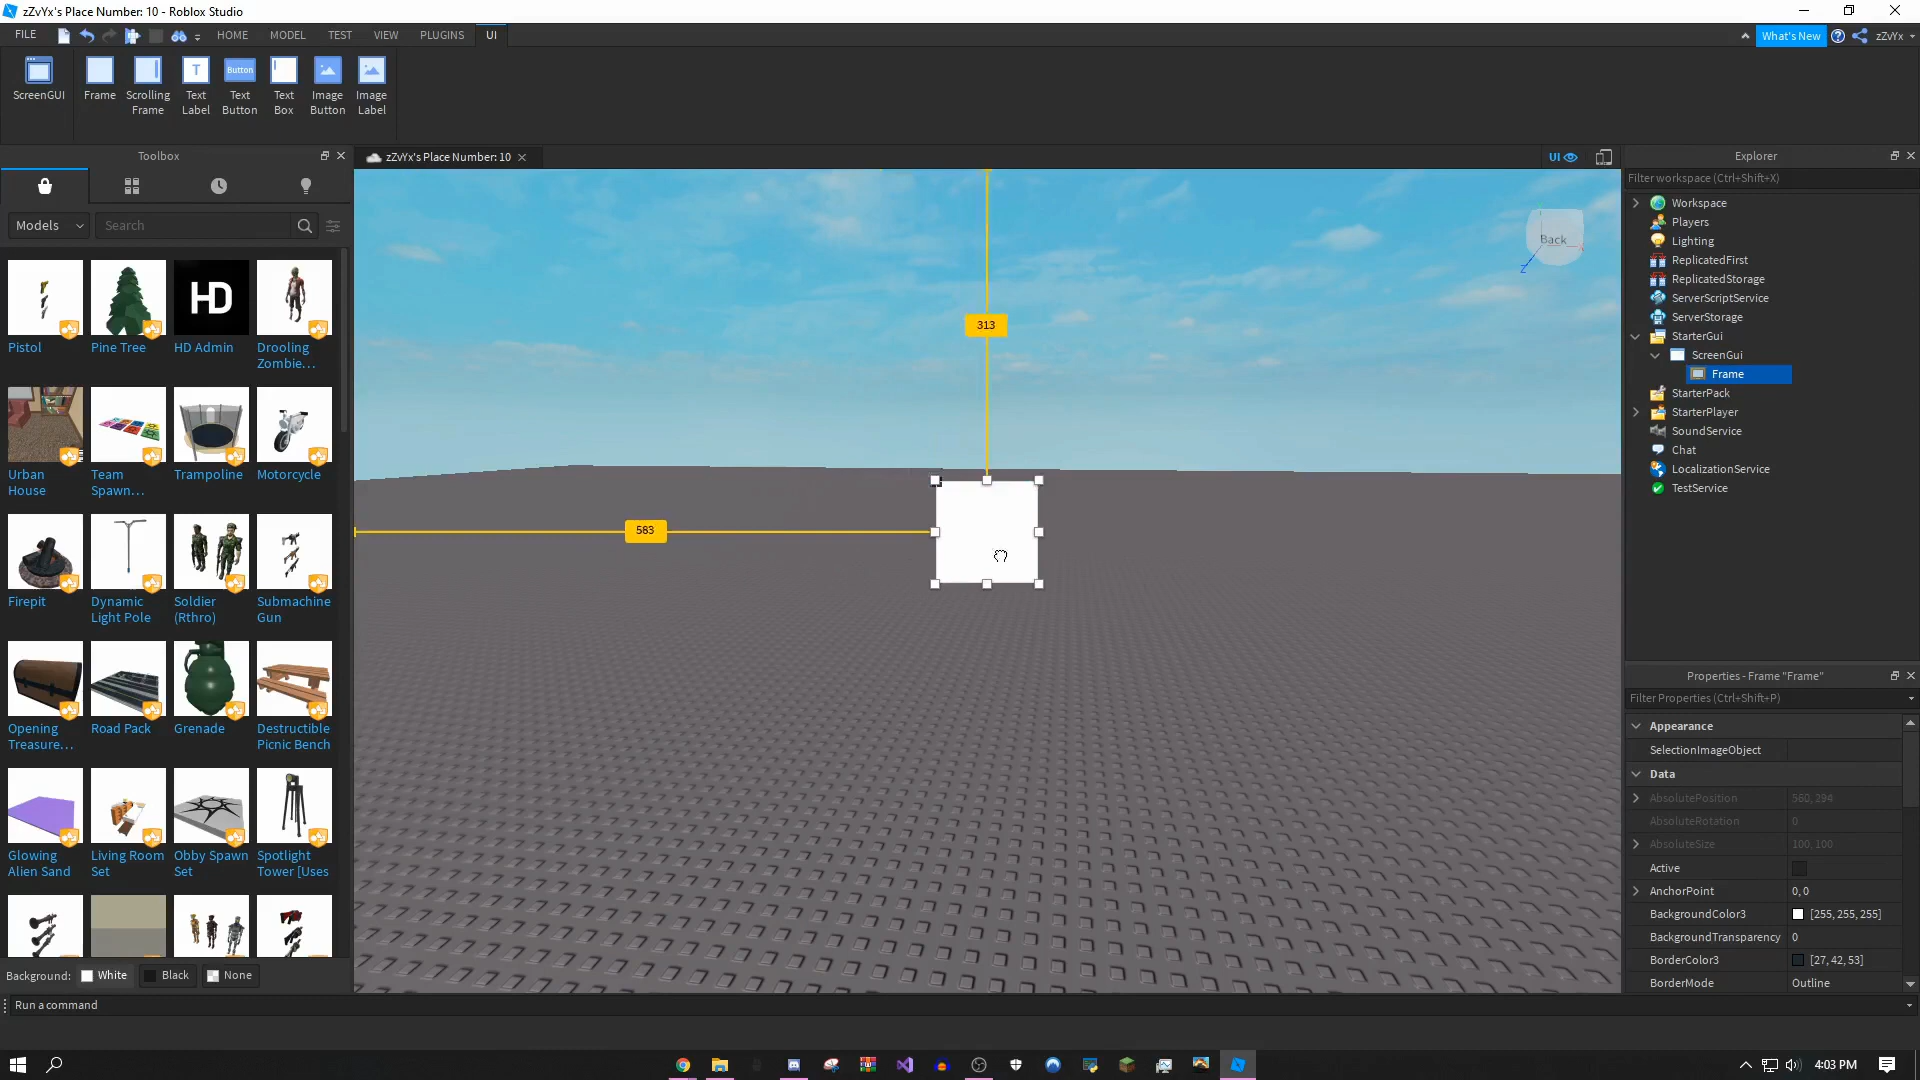 zZvYx's Place Number: 10 - Roblox Studio
FILE
HOME
MODEL
TEST
VIEW
PLUGINS
UI
What's New
zZvYx
ScreenGUI
Frame
Scrolling
Frame
T
Text
Label
Button
Text
Button
Text
Box
Image
Button
Image
Label
Toolbox
zZvYx's Place Number: 10
UI
Explorer
Filter workspace (Ctrl+Shift+X)
Models
Search
HD
Pistol
Pine Tree
HD Admin
Drooling
Zombie...
Urban
House
Team
Spawn...
Trampoline
Motorcycle
Firepit
Dynamic
Light Pole
Soldier
(Rthro)
Submachine
Gun
Opening
Treasure...
Road Pack
Grenade
Destructible
Picnic Bench
Glowing
Alien Sand
Living Room
Set
Obby Spawn
Set
Spotlight
Tower [Uses
Background:
White
Black
None
Run a command
313
583
Back
Z
Workspace
Players
Lighting
ReplicatedFirst
ReplicatedStorage
ServerScriptService
ServerStorage
StarterGui
ScreenGui
Frame
StarterPack
StarterPlayer
SoundService
Chat
LocalizationService
TestService
Properties - Frame "Frame"
Filter Properties (Ctrl+Shift+P)
Appearance
SelectionImageObject
Data
AbsolutePosition 560, 294
AbsoluteRotation 0
AbsoluteSize 100, 100
Active
AnchorPoint 0, 0
BackgroundColor3 [255, 255, 255]
BackgroundTransparency 0
BorderColor3 [27, 42, 53]
BorderMode Outline
4:03 PM